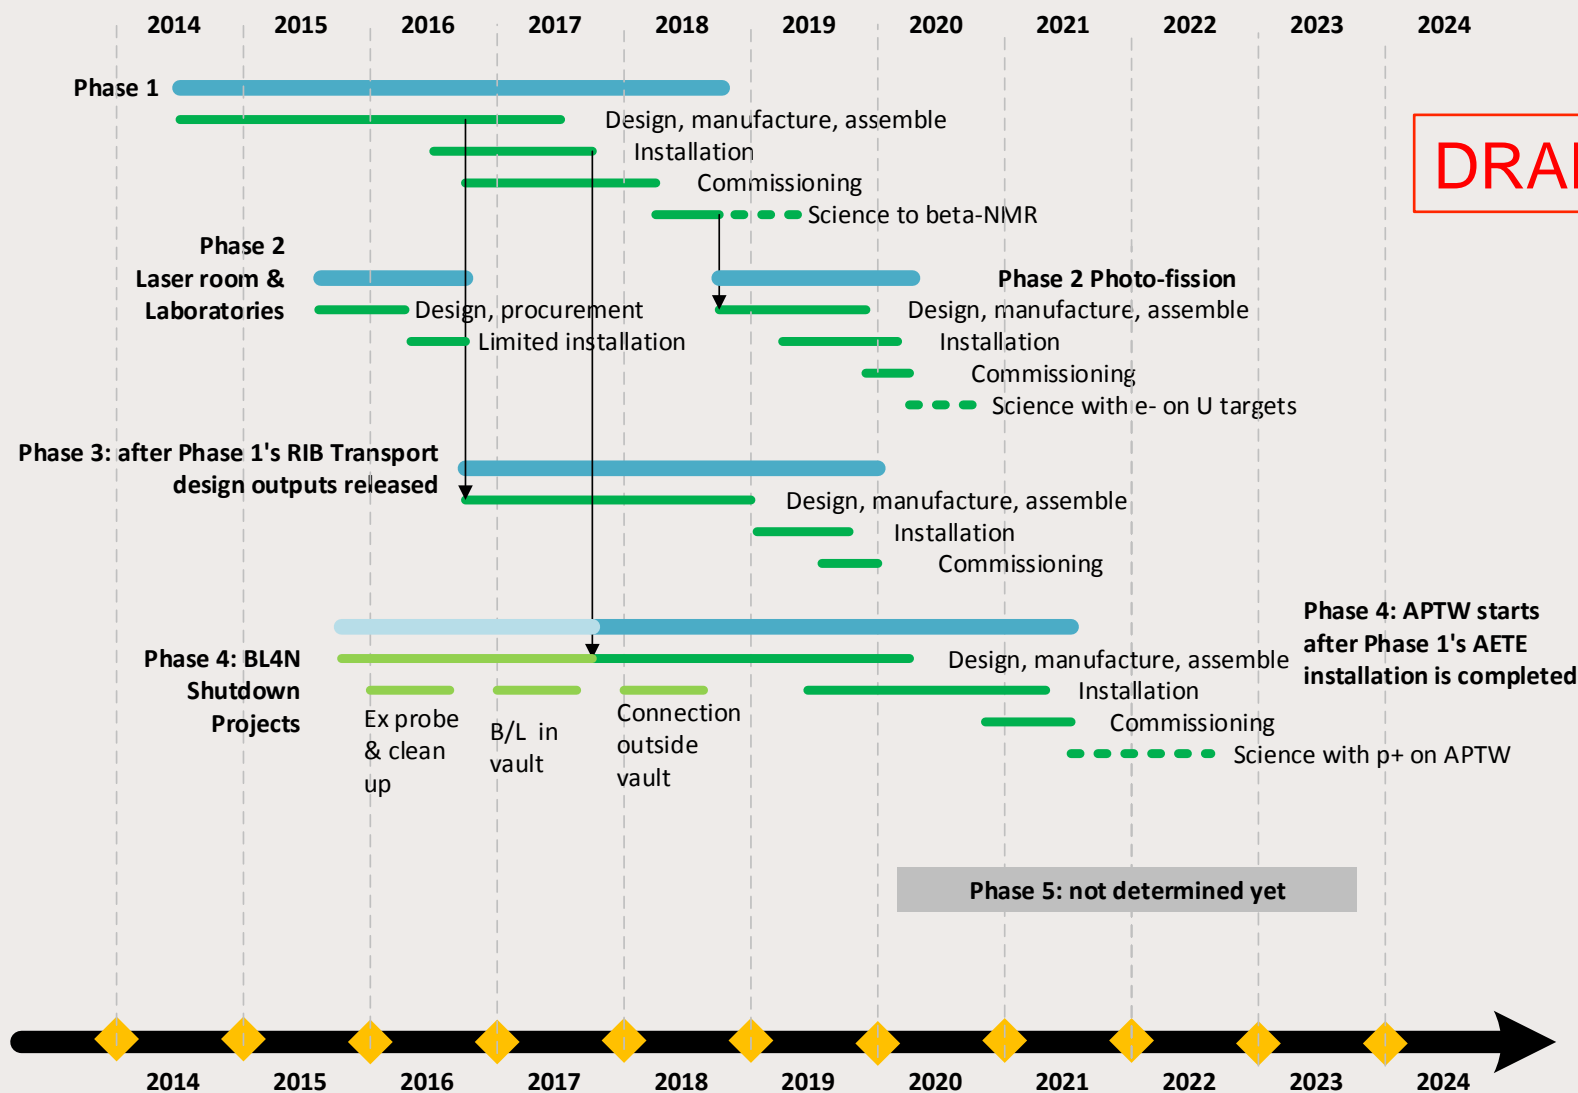 2014 2015 2016 2017 2018 2019 2020 2021 2022 2023 2024
Phase 1
Design, manufacture, assemble
Installation
Commissioning
Science to beta-NMR
Phase 2
Laser room &
Laboratories
Design, procurement
Limited installation
Phase 2 Photo-fission
Design, manufacture, assemble
Installation
Commissioning
Science with e- on U targets
Phase 3: after Phase 1's RIB Transport
design outputs released
Design, manufacture, assemble
Installation
Commissioning
Phase 4: APTW starts
after Phase 1's AETE
installation is completed
Phase 4: BL4N
Shutdown
Projects
Design, manufacture, assemble
Installation
Commissioning
Science with p+ on APTW
Ex probe
& clean
up
B/L in
vault
Connection
outside
vault
Phase 5: not determined yet
2014 2015 2016 2017 2018 2019 2020 2021 2022 2023 2024